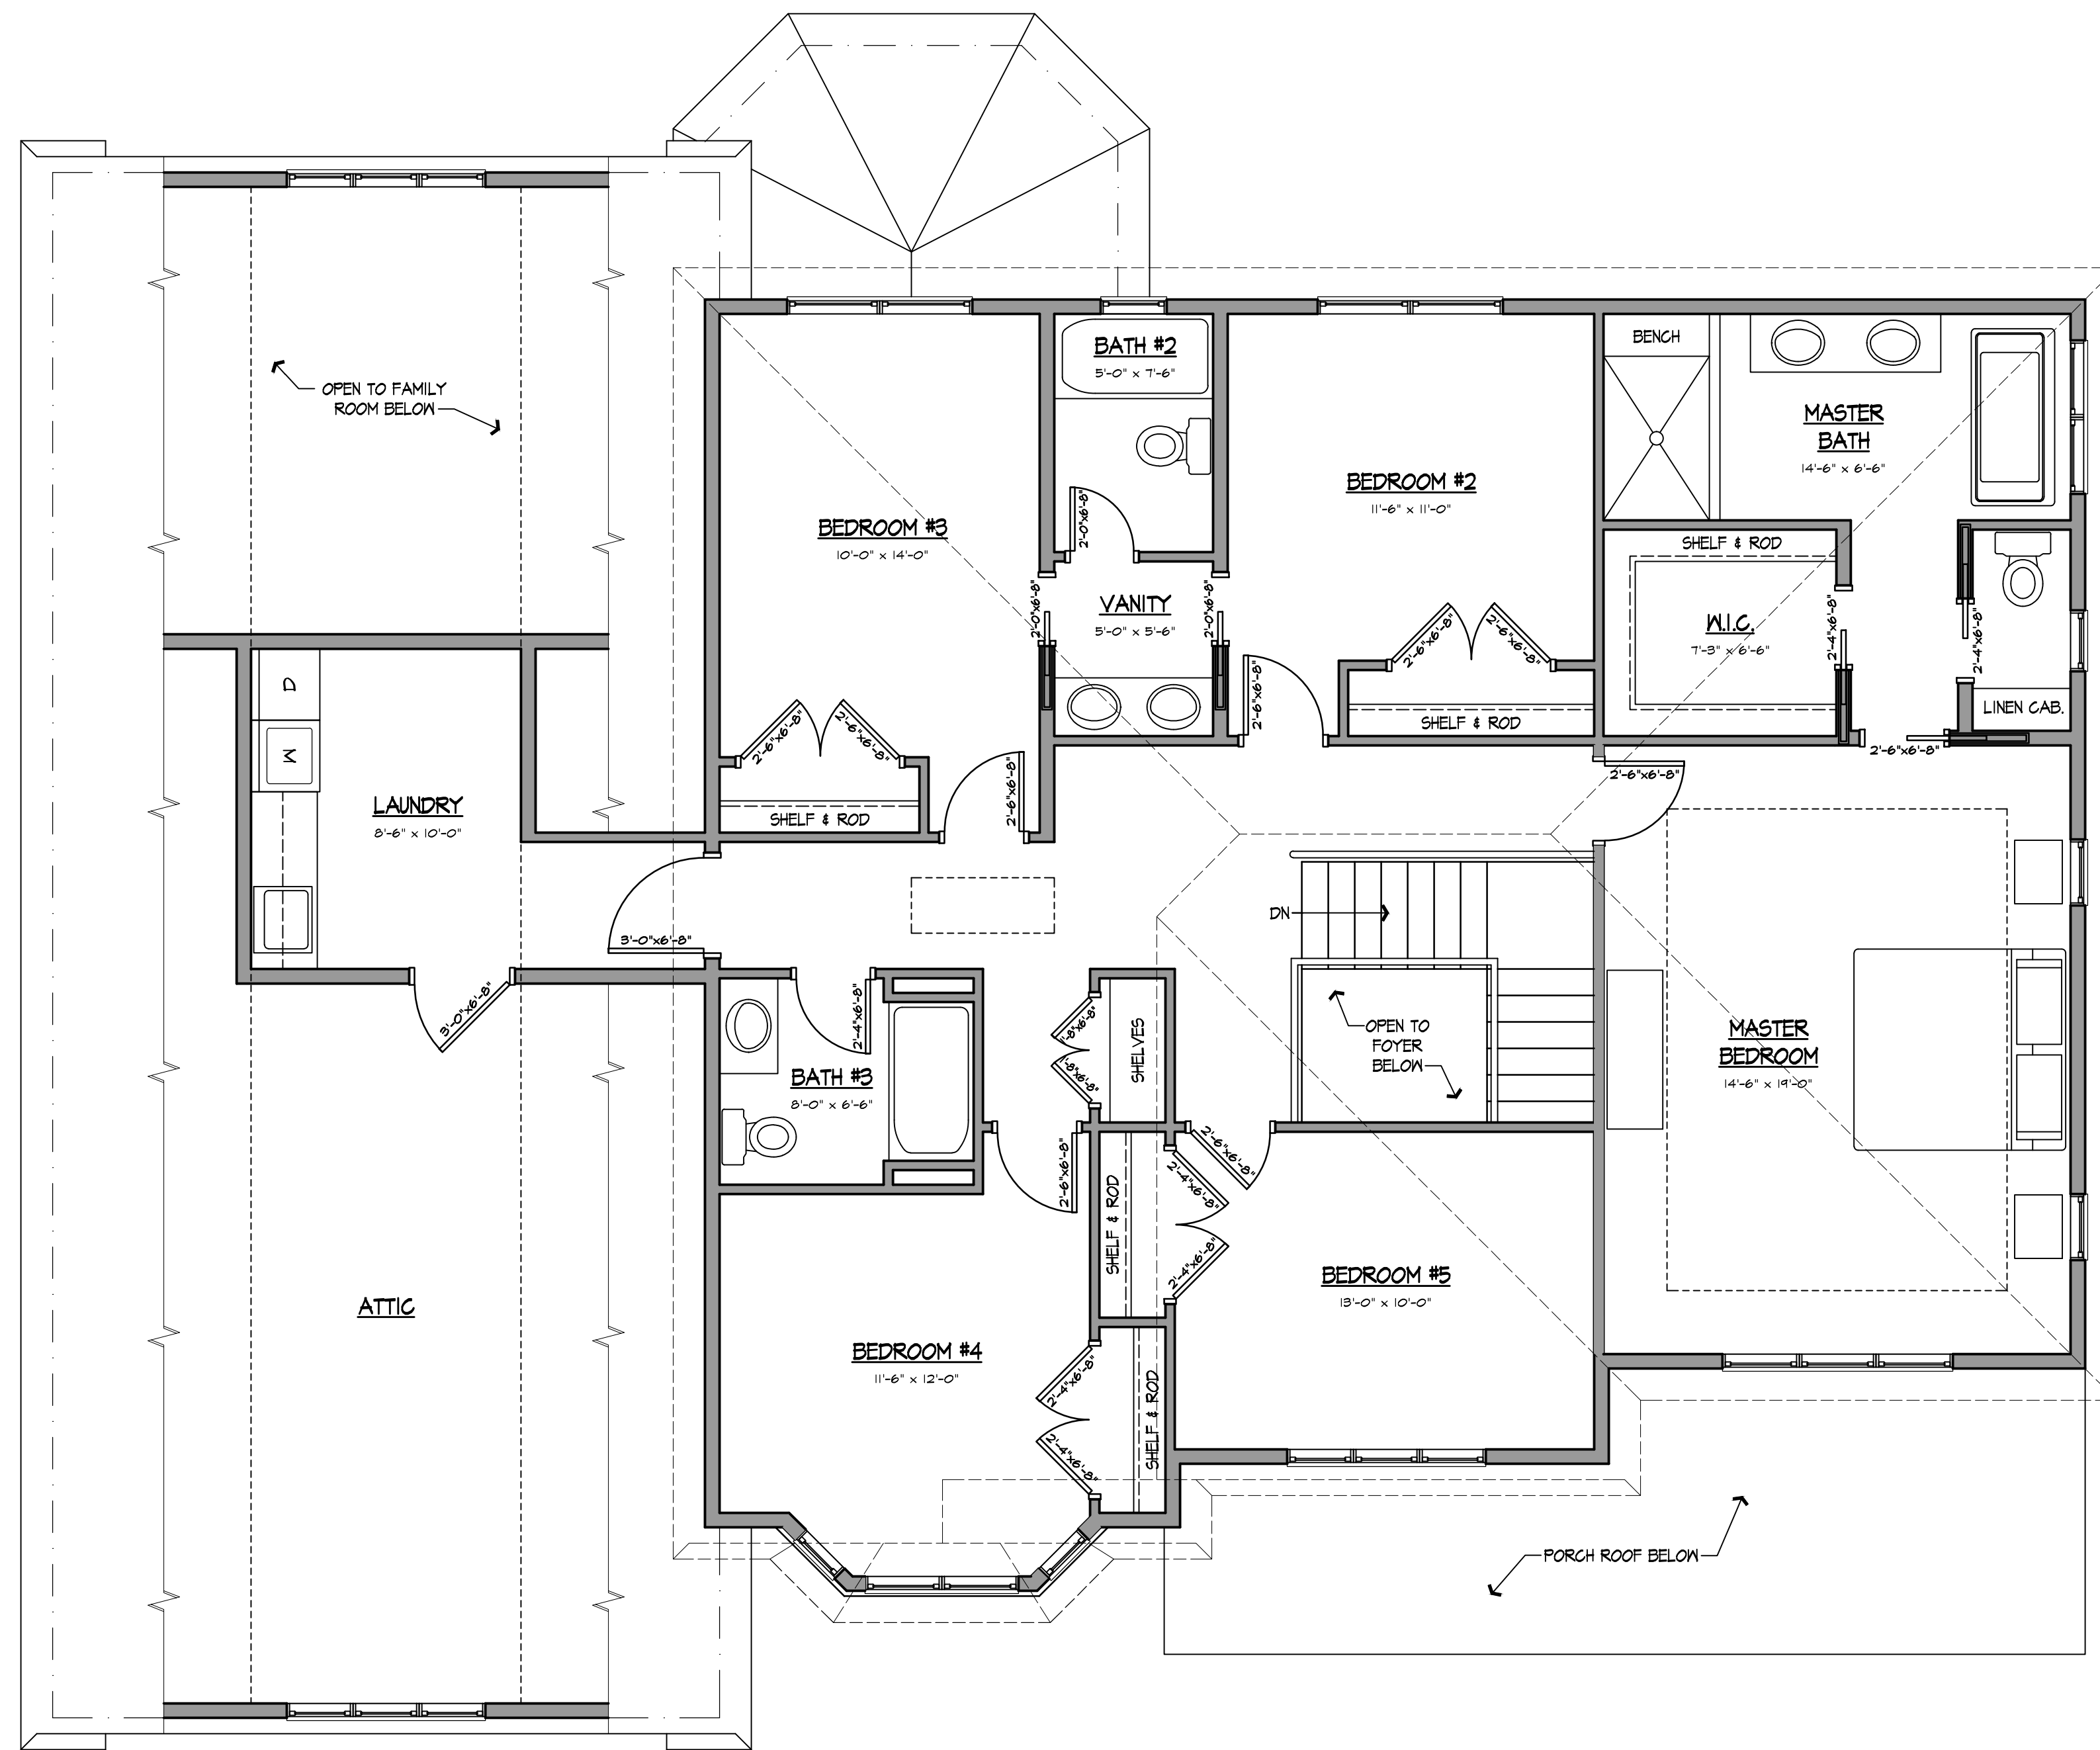 OPEN TO FAMILY
ROOM BELOW
BATH #2
5'-0" x 7'-6"
2'-0"x6'-8"
BEDROOM #3
10'-0" x 14'-0"
2'-0"x6'-8"
VANITY
5'-0" x 5'-6"
2'-0"x6'-8"
BEDROOM #2
11'-6" x 11'-0"
2'-6"x6'-8"
2'-6"x6'-8"
2'-6"x6'-8"
SHELF & ROD
BENCH
MASTER
BATH
14'-6" x 6'-6"
SHELF & ROD
W.I.C.
7'-3" x 6'-6"
2'-4"x6'-8"
2'-4"x6'-8"
LINEN CAB.
2'-6"x6'-8"
2'-6"x6'-8"
D
W
LAUNDRY
8'-6" x 10'-0"
2'-6"x6'-8"
2'-6"x6'-8"
SHELF & ROD
2'-6"x6'-8"
3'-0"x6'-8"
3'-0"x6'-8"
DN
OPEN TO
FOYER
BELOW
2'-4"x6'-8"
BATH #3
8'-0" x 6'-6"
SHELVES
2'-6"x6'-8"
2'-6"x6'-8"
MASTER
BEDROOM
14'-6" x 19'-0"
SHELF & ROD
2'-4"x6'-8"
2'-4"x6'-8"
BEDROOM #5
13'-0" x 10'-0"
ATTIC
BEDROOM #4
11'-6" x 12'-0"
2'-4"x6'-8"
2'-4"x6'-8"
SHELF & ROD
PORCH ROOF BELOW